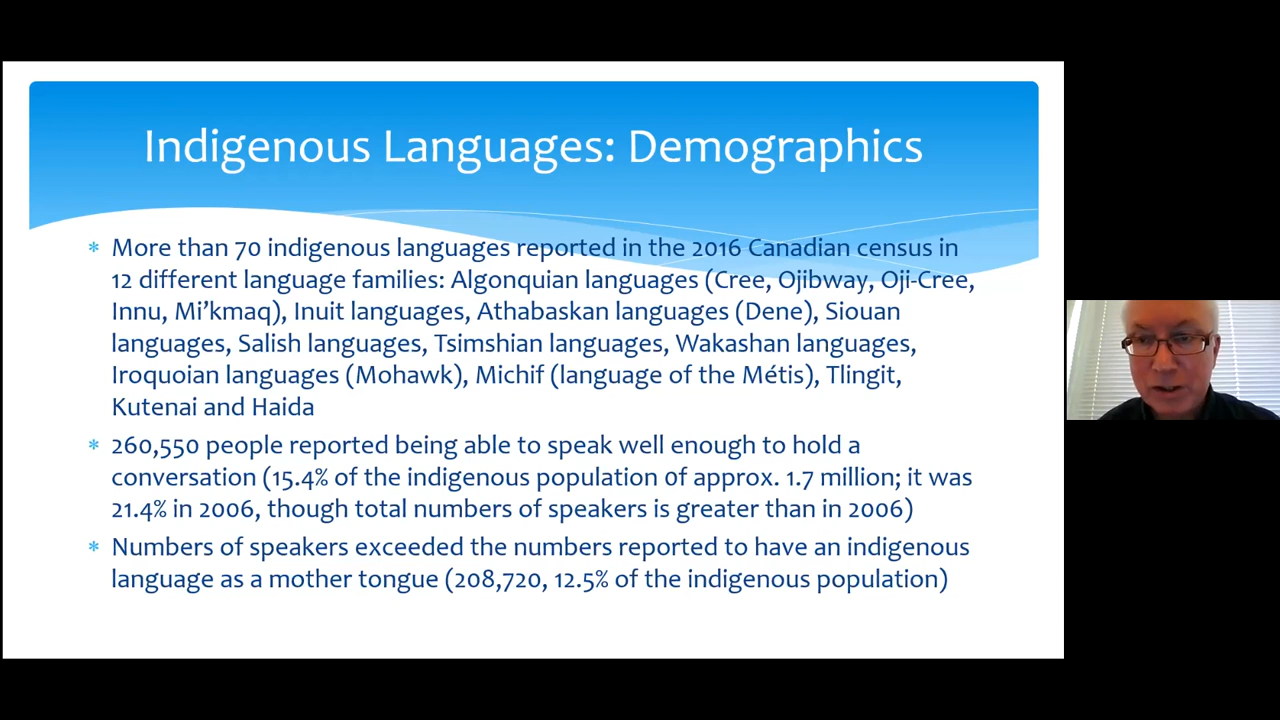 Indigenous Languages: Demographics
* More than 70 indigenous languages reported in the 2016 Canadian census in
12 different language families: Algonquian languages (Cree, Ojibway, Oji-Cree,
Innu, Mi’kmaq), Inuit languages, Athabaskan languages (Dene), Siouan
languages, Salish languages, Tsimshian languages, Wakashan languages,
Iroquoian languages (Mohawk), Michif (language of the Métis), Tlingit,
Kutenai and Haida
* 260,550 people reported being able to speak well enough to hold a
conversation (15.4% of the indigenous population 0f approx. 1.7 million; it was
21.4% in 2006, though total numbers of speakers is greater than in 2006)
* Numbers of speakers exceeded the numbers reported to have an indigenous
language as a mother tongue (208,720, 12.5% of the indigenous population)